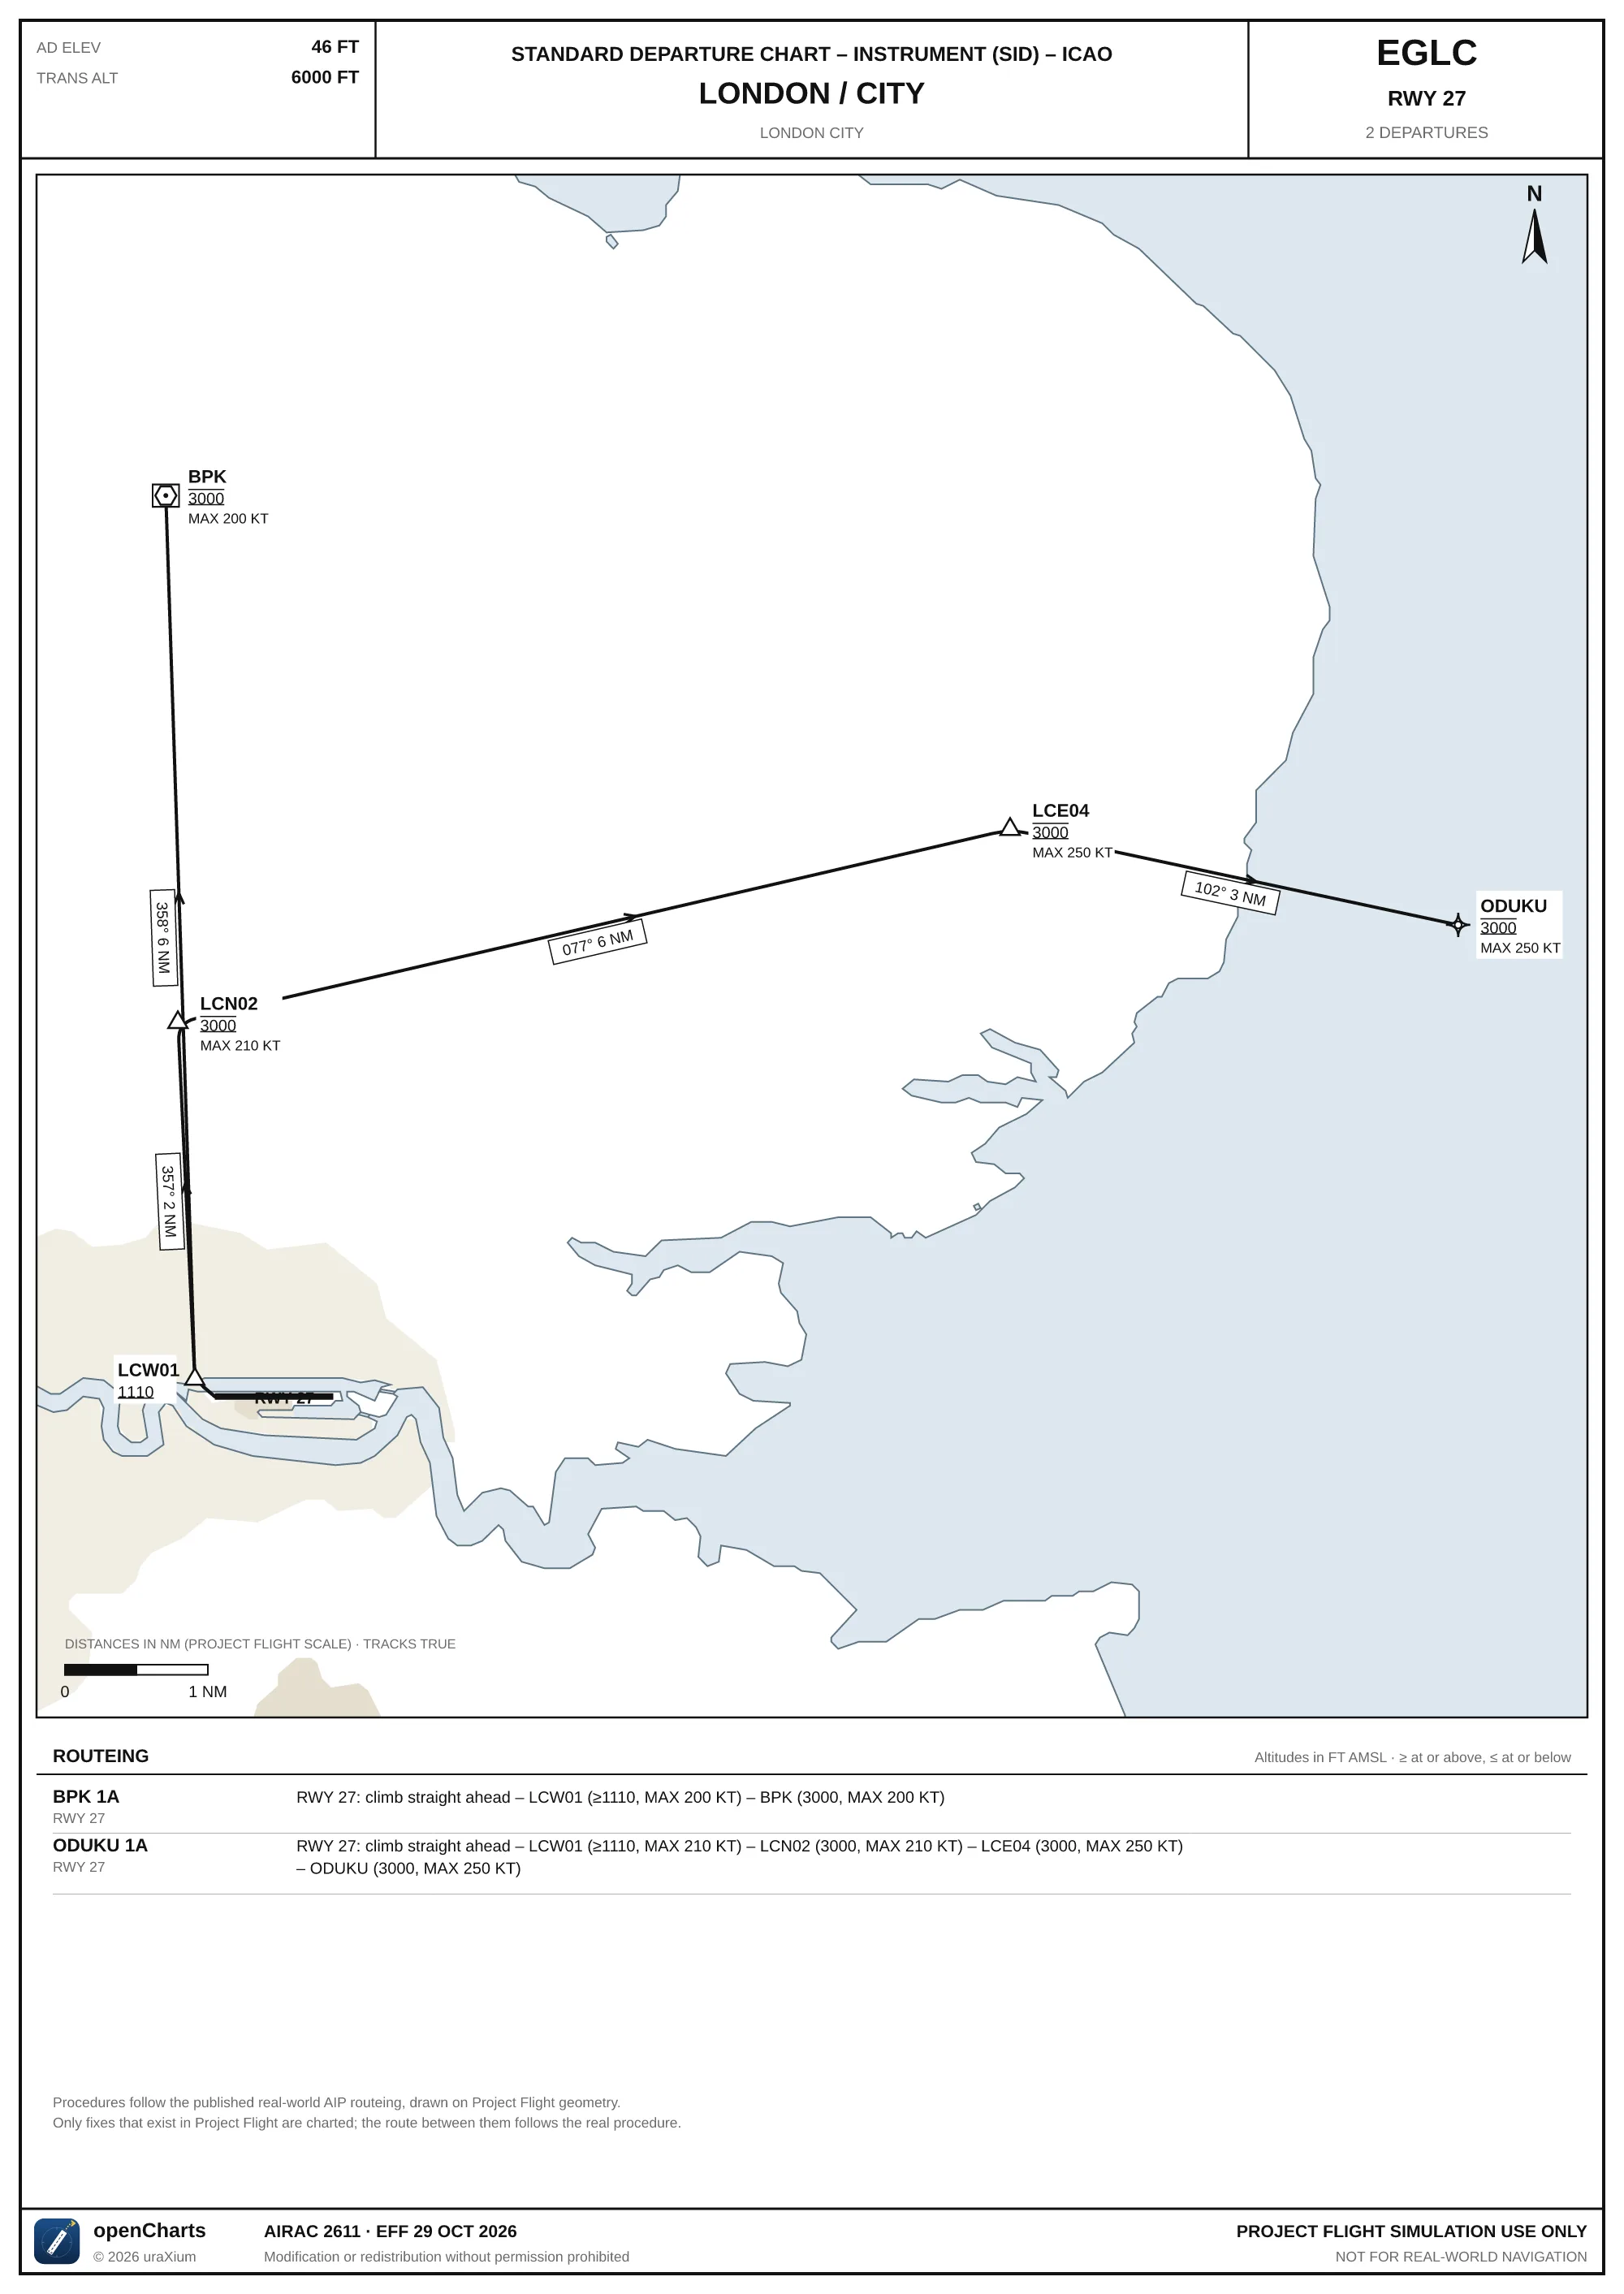 AD ELEV 46 FT
TRANS ALT 6000 FT
STANDARD DEPARTURE CHART – INSTRUMENT (SID) – ICAO
LONDON / CITY
LONDON CITY
EGLC
RWY 27
2 DEPARTURES
N
BPK
3000
MAX 200 KT
LCE04
3000
MAX 250 KT
102° 3 NM
ODUKU
3000
MAX 250 KT
358° 6 NM
077° 6 NM
LCN02
3000
MAX 210 KT
357° 2 NM
LCW01
1110
RWY 27
DISTANCES IN NM (PROJECT FLIGHT SCALE) · TRACKS TRUE
0 1 NM
ROUTEING Altitudes in FT AMSL · ≥ at or above, ≤ at or below
BPK 1A RWY 27: climb straight ahead – LCW01 (≥1110, MAX 200 KT) – BPK (3000, MAX 200 KT)
RWY 27
ODUKU 1A RWY 27: climb straight ahead – LCW01 (≥1110, MAX 210 KT) – LCN02 (3000, MAX 210 KT) – LCE04 (3000, MAX 250 KT)
RWY 27 – ODUKU (3000, MAX 250 KT)
Procedures follow the published real-world AIP routeing, drawn on Project Flight geometry.
Only fixes that exist in Project Flight are charted; the route between them follows the real procedure.
openCharts AIRAC 2611 · EFF 29 OCT 2026 PROJECT FLIGHT SIMULATION USE ONLY
© 2026 uraXium Modification or redistribution without permission prohibited NOT FOR REAL-WORLD NAVIGATION